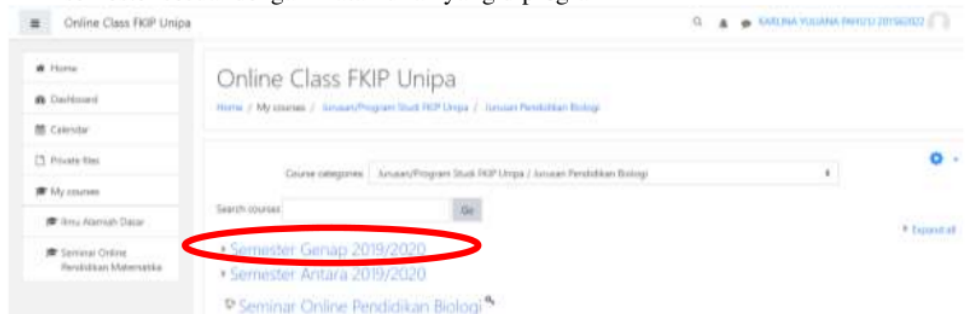 Online Class FKIP Unipa
Home
Dashboard
Calendar
Private files
My courses
Ilmu Alamiah Dasar
Seminar Online
Pendidikan Matematika
Online Class FKIP Unipa
Home / My courses / Jurusan/Program Studi FKIP Unipa / Jurusan Pendidikan Biologi
Course categories: Jurusan/Program Studi FKIP Unipa / Jurusan Pendidikan Biologi
Search courses Go
Expand all
Semester Genap 2019/2020
Semester Antara 2019/2020
Seminar Online Pendidikan Biologi